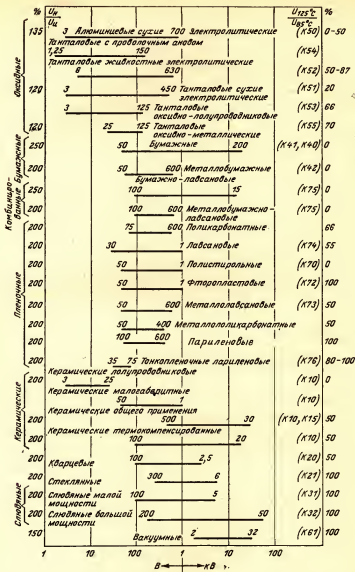 % Uн Uц 1 10 100 1 10 100 U125°C U85°C %
135 3 Алюминиевые сухие 700 Электролитические (К50) 0-50
Танталовые с проволочным анодом
1,25 150 (К54)
Танталовые жидкостные электролитические
6 630 (К52) 50-87
120 3 450 Танталовые сухие электролитические (К51) 20
3 125 Танталовые оксидно-полупроводниковые (К53) 66
120 25 125 Танталовые оксидно-металлические (К55) 70
Оксидные
Бумажные
200 50 200 (К41, К40) 0
200 50 600 Металлобумажные (К42) 0
Бумажные
Бумажно-лавсановые
250 100 15 (К75) 0
200 100 600 Металлобумажно-лавсановые (К75) 0
Комбинированные
200 75 600 Поликарбонатные 66
200 30 1 Лавсановые (К74) 55
200 50 1 Полистирольные (К70) 0
200 50 1 Фторопластовые (К72) 100
200 50 600 Металлолавсановые (К73) 50
200 50 400 Металлополикарбонатные 50
200 100 600 Париленовые 100
200 35 75 Тонкопленочные париленовые (К76) 80-100
Пленочные
Керамические полупроводниковые
200 3 25 (К10) 0
Керамические малогабаритные
50 1 (К10)
Керамические общего применения
200 500 30 (К10, К15) 50
Керамические термокомпенсированные
200 100 20 (К10) 50
Керамические
200 Кварцевые 100 2,5 (К20) 50
200 Стеклянные 300 6 (К21) 100
200 Слюдяные малой мощности 100 5 (К31) 100
200 Слюдяные большой мощности 200 50 (К32) 100
Слюдяные
150 Вакуумные 2 32 (К61) 100
1 10 100 1 10 100
В кВ